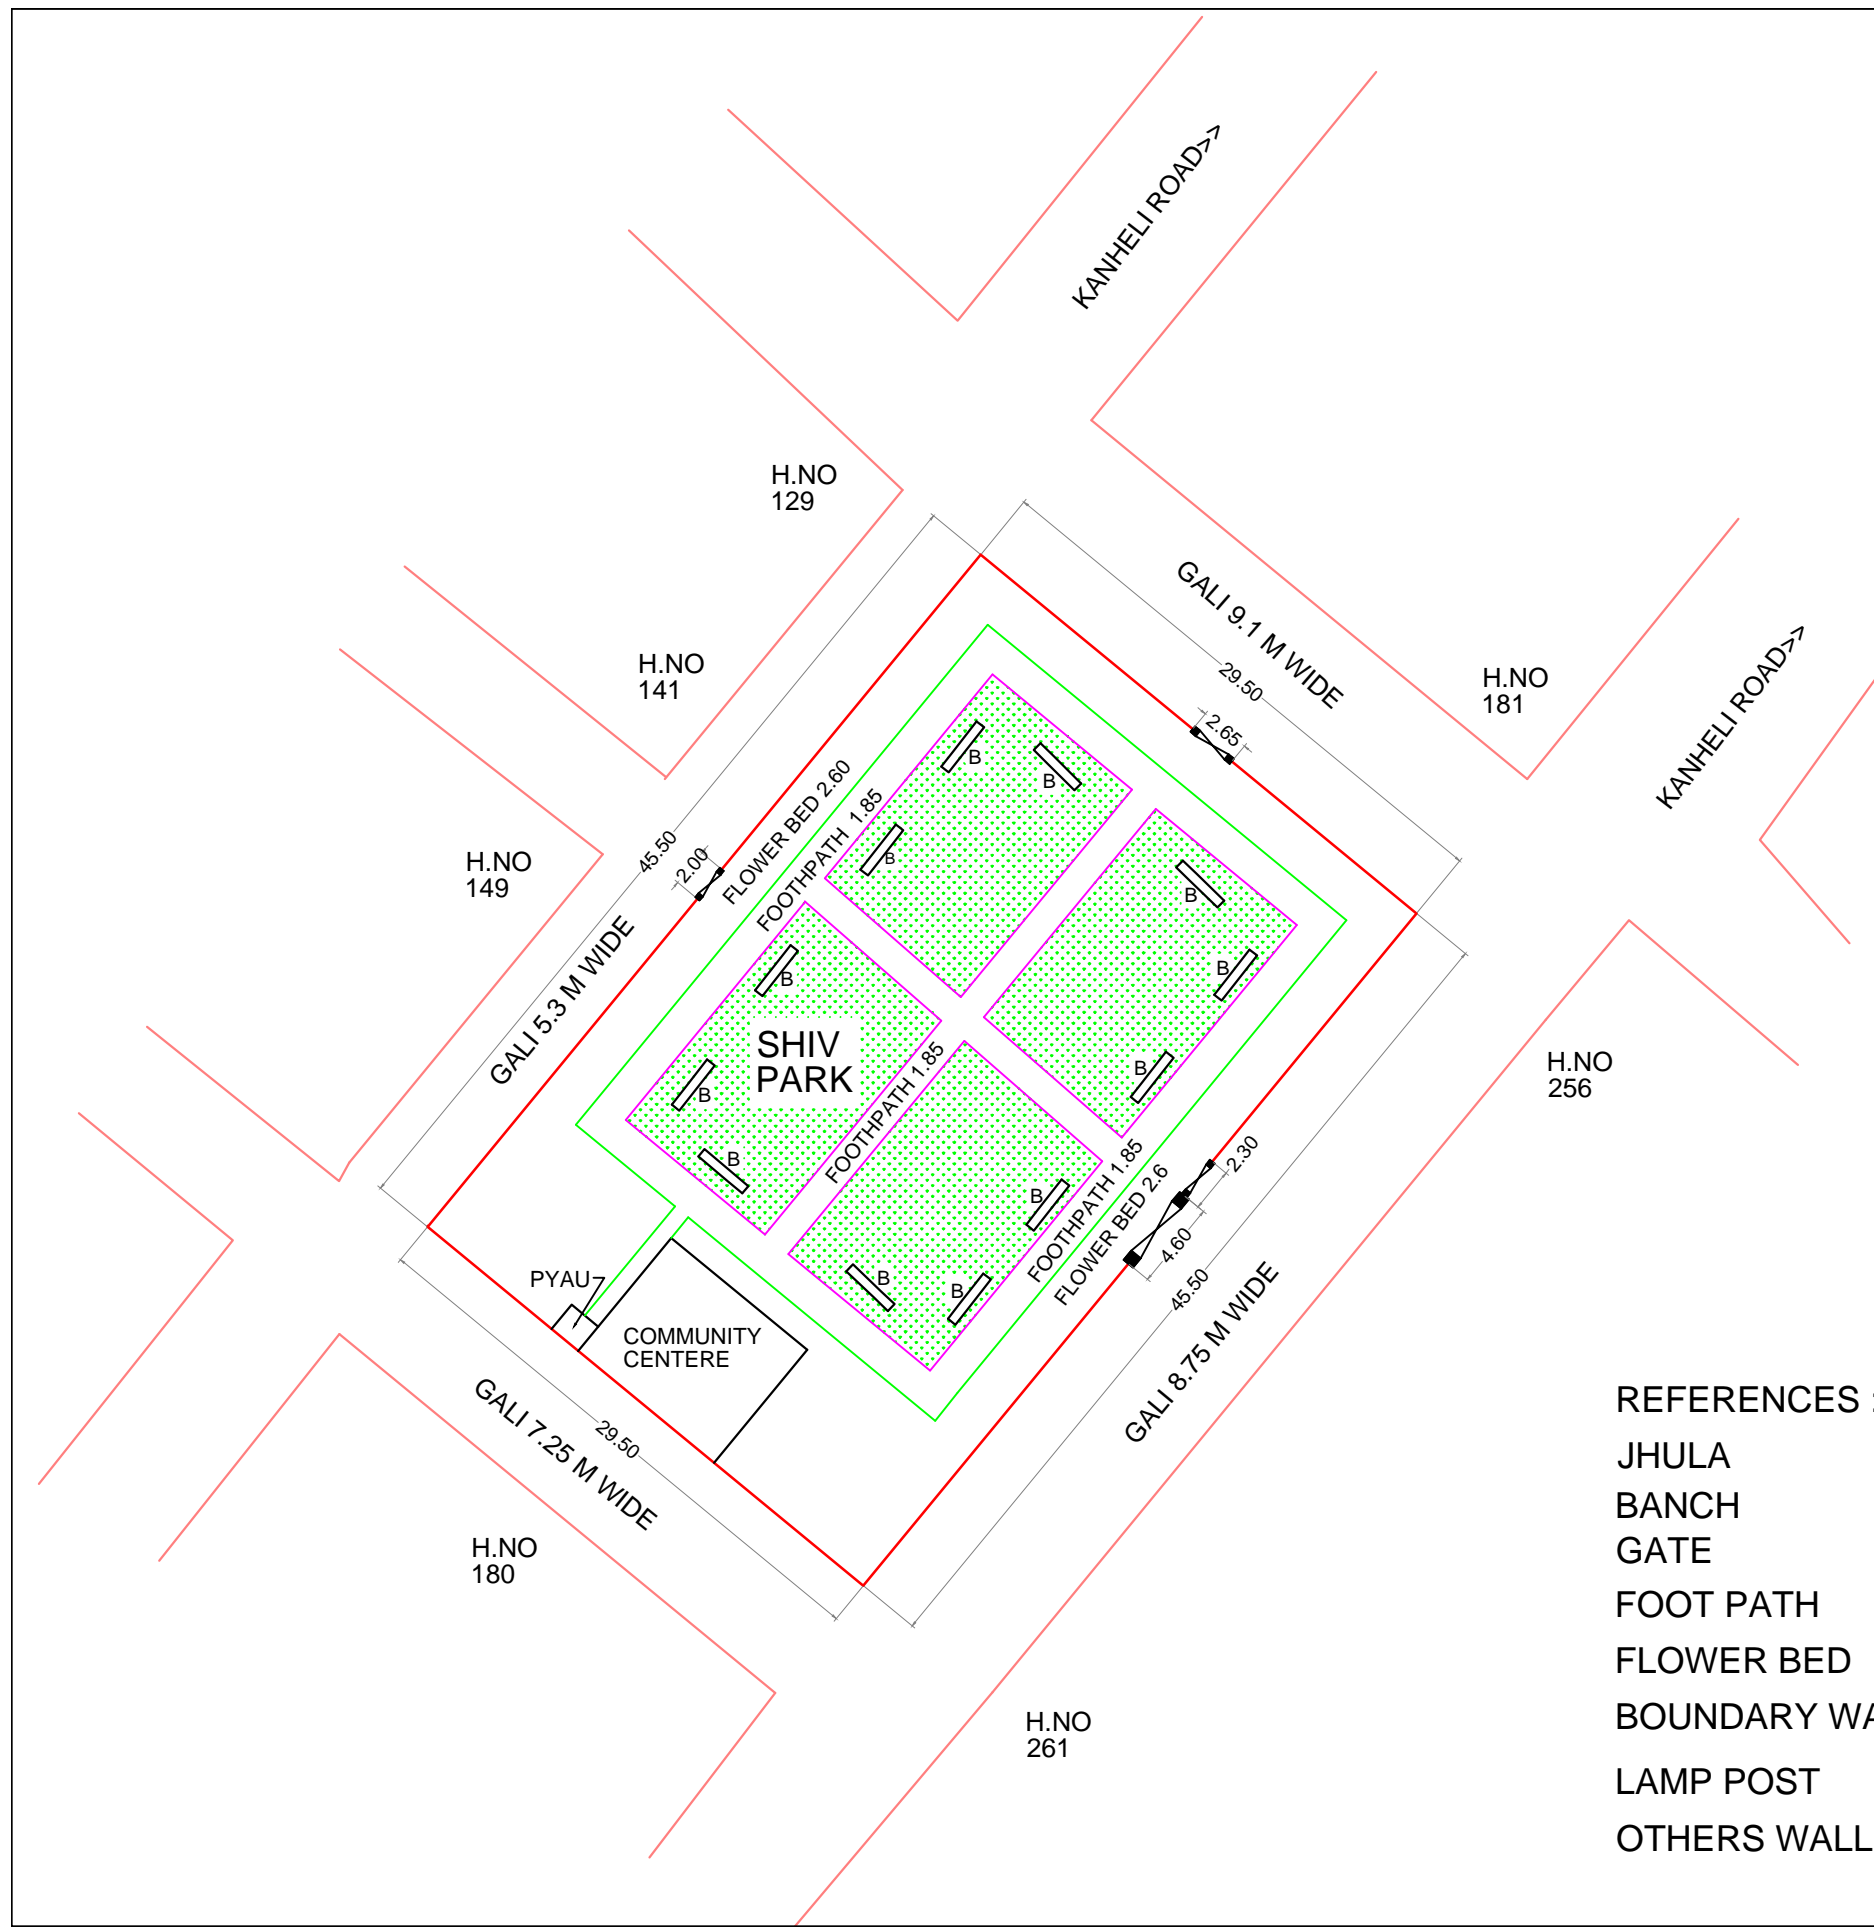 KANHELI ROAD>>
H.NO
129
GALI 9.1 M WIDE
29.50
H.NO
141
H.NO
181
KANHELI ROAD>>
2.65
B
B
FLOWER BED 2.60
FOOTHPATH 1.85
45.50
2.00
B
H.NO
149
B
GALI 5.3 M WIDE
B
B
SHIV
PARK
FOOTHPATH 1.85
B
H.NO
256
B
B
FOOTHPATH 1.85
FLOWER BED 2.6
2.30
B
4.60
PYAU
B
B
45.50
COMMUNITY
CENTERE
GALI 8.75 M WIDE
GALI 7.25 M WIDE
29.50
H.NO
180
H.NO
261
REFERENCES :
JHULA
BANCH
GATE
FOOT PATH
FLOWER BED
BOUNDARY WA
LAMP POST
OTHERS WALL